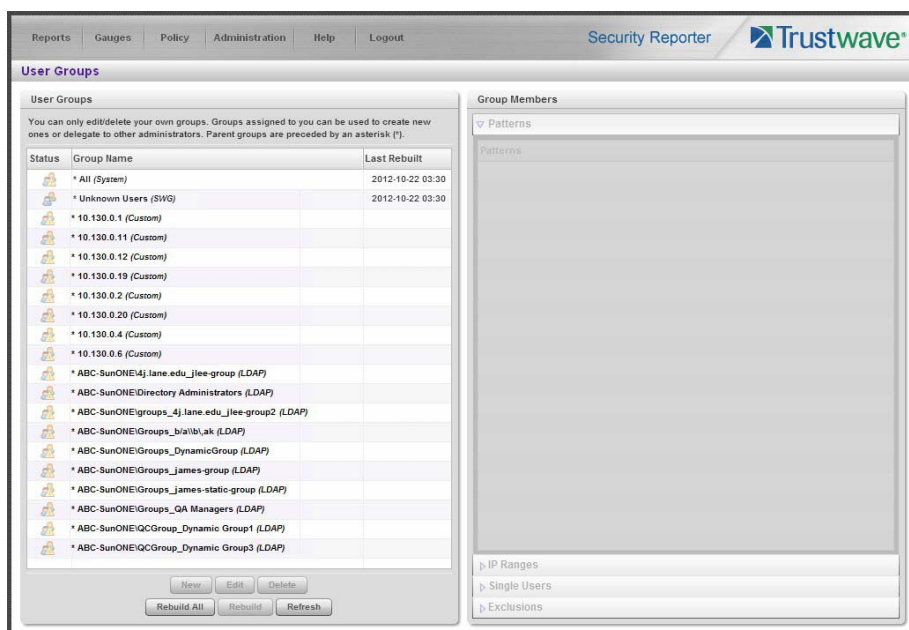 Reports Gauges Policy Administration Help Logout
Security Reporter Trustwave®
User Groups
User Groups
You can only edit/delete your own groups. Groups assigned to you can be used to create new
ones or delegate to other administrators. Parent groups are preceded by an asterisk (*).
Status Group Name Last Rebuilt
* All (System) 2012-10-22 03:30
* Unknown Users (SWG) 2012-10-22 03:30
* 10.130.0.1 (Custom)
* 10.130.0.11 (Custom)
* 10.130.0.12 (Custom)
* 10.130.0.19 (Custom)
* 10.130.0.2 (Custom)
* 10.130.0.20 (Custom)
* 10.130.0.4 (Custom)
* 10.130.0.6 (Custom)
* ABC-SunONE\4j.lane.edu_jlee-group (LDAP)
* ABC-SunONE\Directory Administrators (LDAP)
* ABC-SunONE\groups_4j.lane.edu_jlee-group2 (LDAP)
* ABC-SunONE\Groups_b/a\\b\,ak (LDAP)
* ABC-SunONE\Groups_DynamicGroup (LDAP)
* ABC-SunONE\Groups_james-group (LDAP)
* ABC-SunONE\Groups_james-static-group (LDAP)
* ABC-SunONE\Groups_QA Managers (LDAP)
* ABC-SunONE\QCGroup_Dynamic Group1 (LDAP)
* ABC-SunONE\QCGroup_Dynamic Group3 (LDAP)
New Edit Delete
Rebuild All Rebuild Refresh
Group Members
Patterns
Patterns
IP Ranges
Single Users
Exclusions